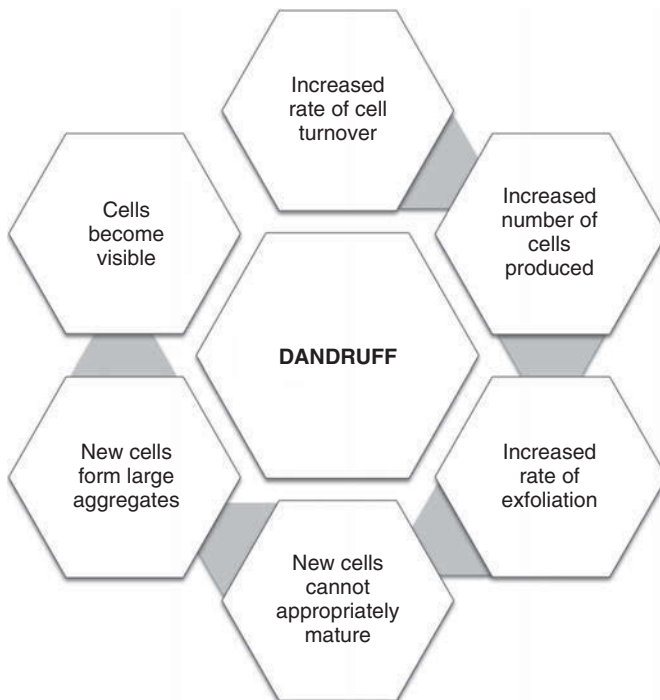 Increased
rate of cell
turnover
Increased
number of
cells
produced
Increased
rate of
exfoliation
New cells
cannot
appropriately
mature
New cells
form large
aggregates
Cells
become
visible
DANDRUFF